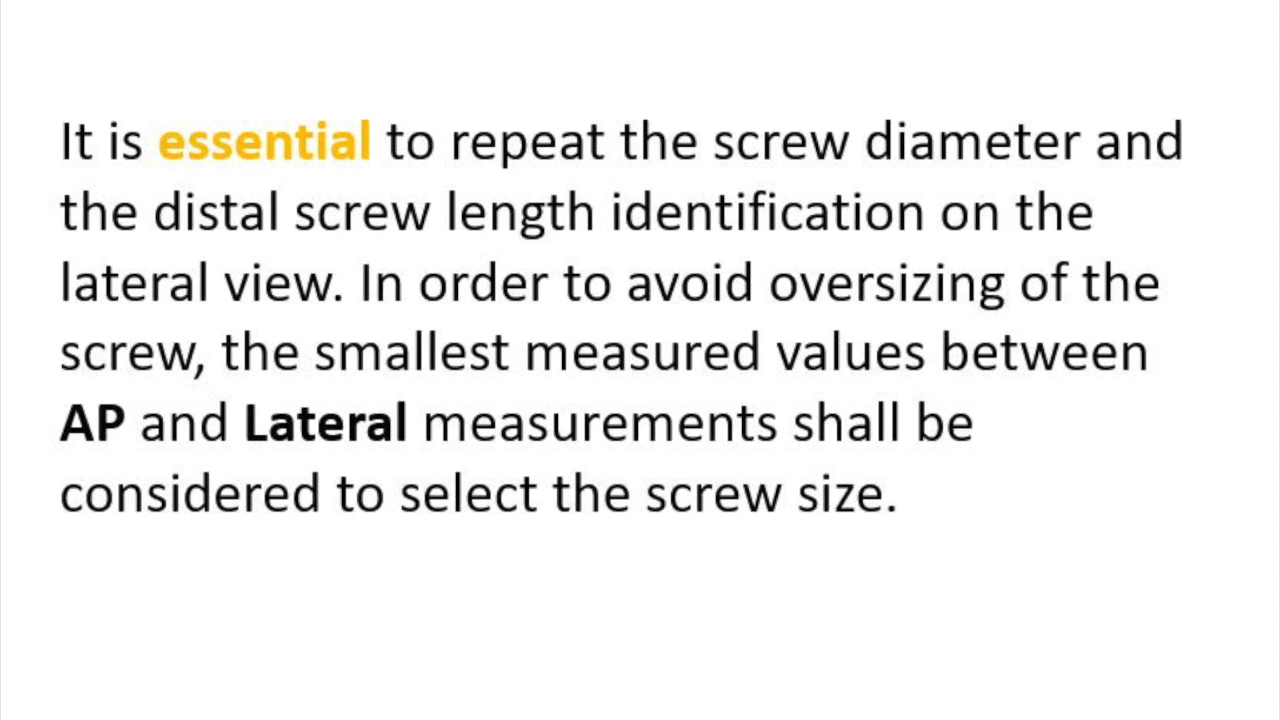 It is essential to repeat the screw diameter and
the distal screw length identification on the
lateral view. In order to avoid oversizing of the
screw, the smallest measured values between
AP and Lateral measurements shall be
considered to select the screw size.